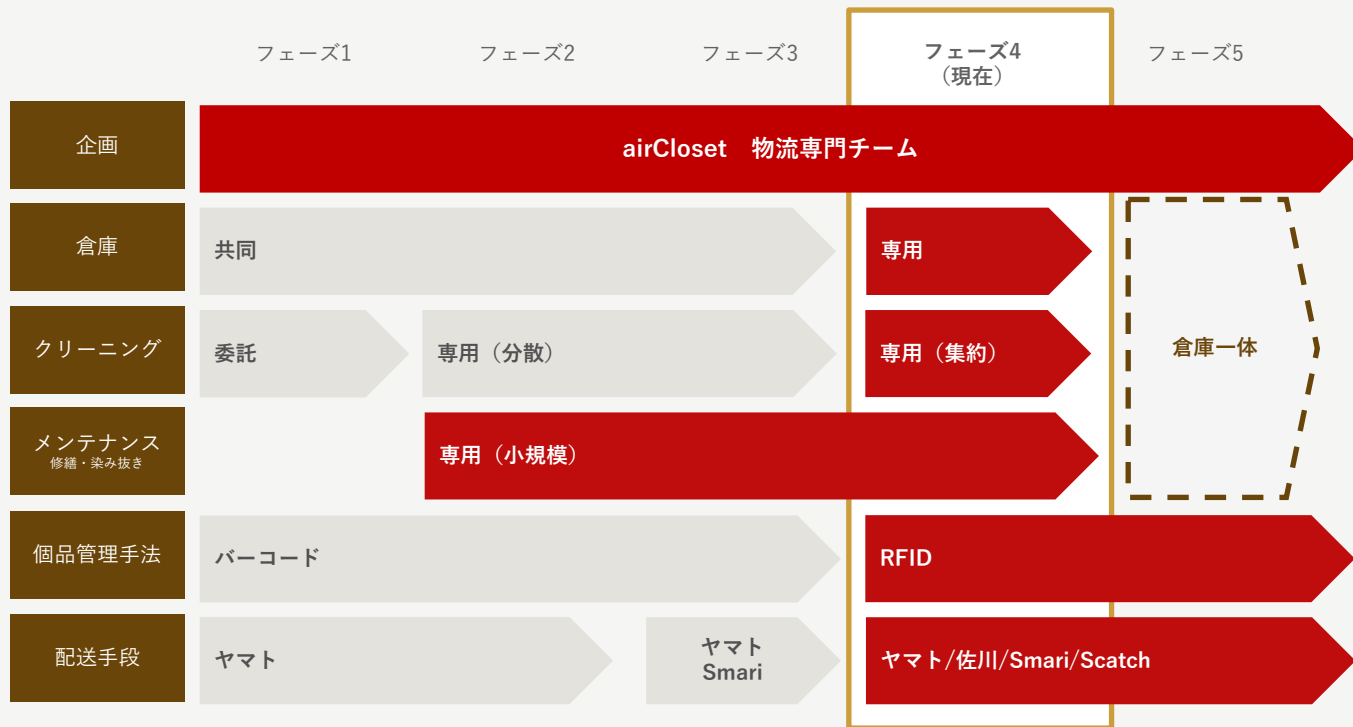 フェーズ1
フェーズ2
フェーズ3
フェーズ4
（現在）
フェーズ5
企画
airCloset　物流専門チーム
倉庫
共同
専用
クリーニング
委託
専用（分散）
専用（集約）
倉庫一体
メンテナンス
修繕・染み抜き
専用（小規模）
個品管理手法
バーコード
RFID
配送手段
ヤマト
ヤマト
Smari
ヤマト/佐川/Smari/Scatch